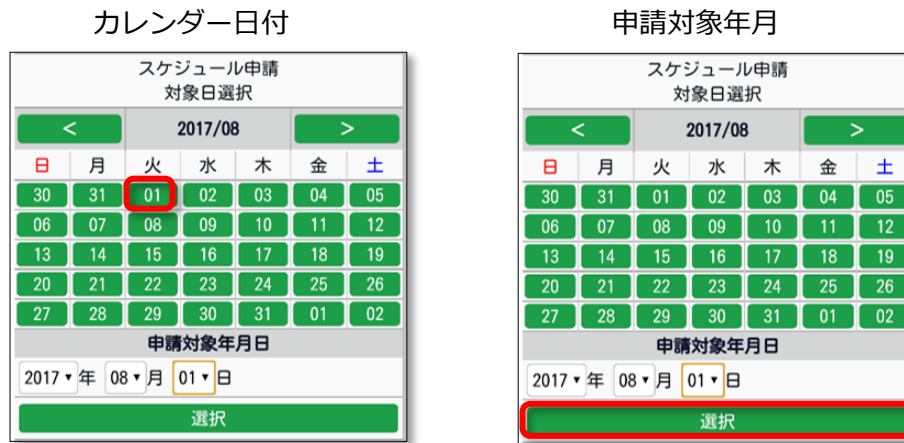 カレンダー日付
スケジュール申請
対象日選択
< 2017/08 >
日 月 火 水 木 金 土
30 31 01 02 03 04 05
06 07 08 09 10 11 12
13 14 15 16 17 18 19
20 21 22 23 24 25 26
27 28 29 30 31 01 02
申請対象年月日
2017 年 08 月 01 日
選択
申請対象年月
スケジュール申請
対象日選択
< 2017/08 >
日 月 火 水 木 金 土
30 31 01 02 03 04 05
06 07 08 09 10 11 12
13 14 15 16 17 18 19
20 21 22 23 24 25 26
27 28 29 30 31 01 02
申請対象年月日
2017 年 08 月 01 日
選択